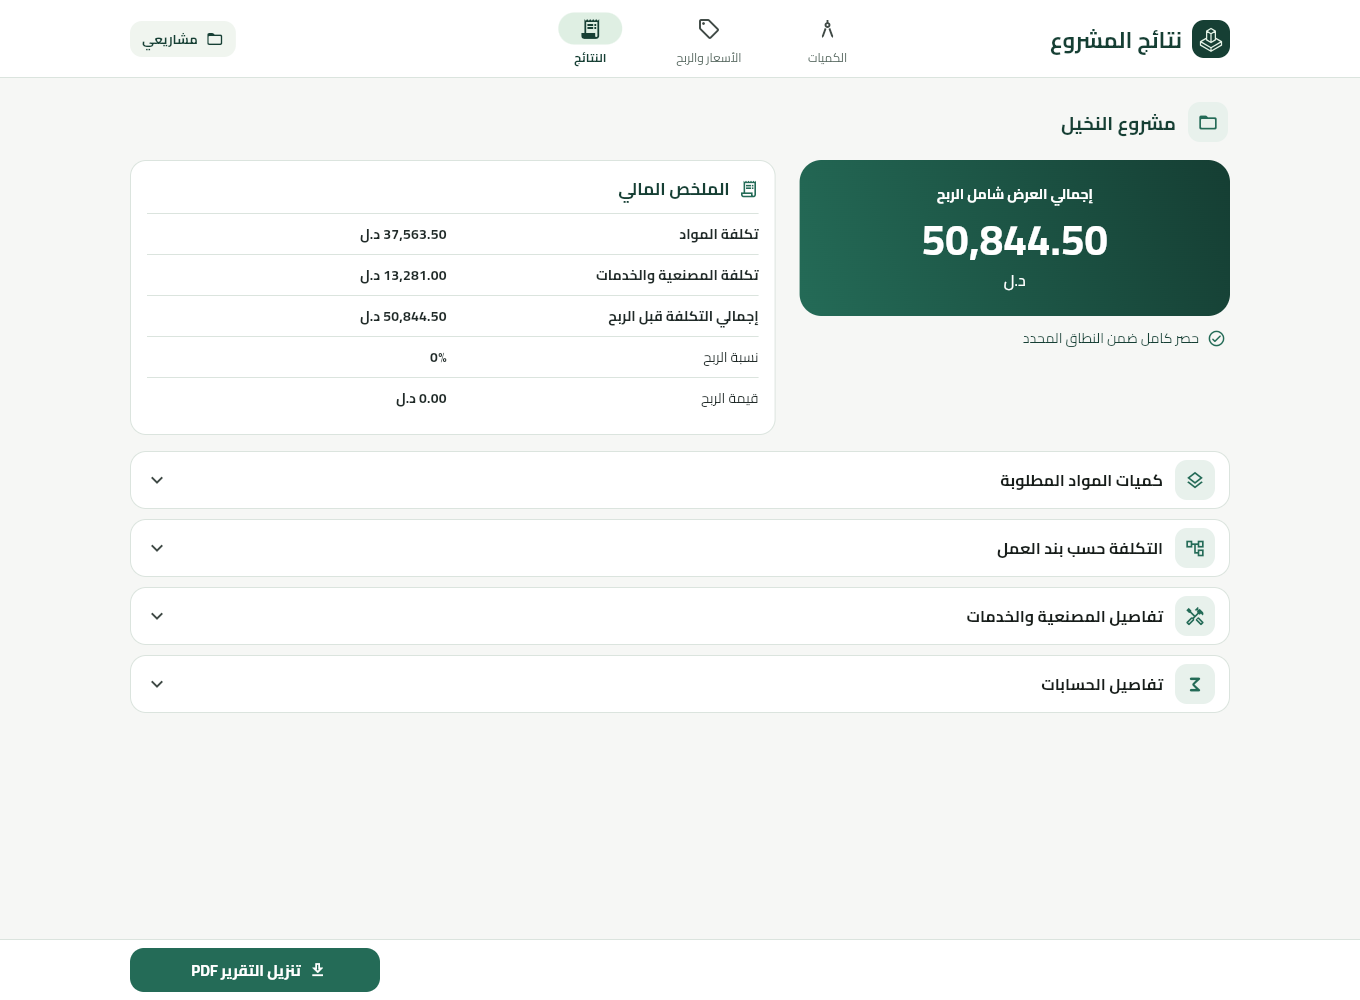 نتائج المشروع
الكميات
الأسعار والربح
النتائج
مشاريعي
مشروع النخيل
إجمالي العرض شامل الربح
50,844.50
د.ل
حصر كامل ضمن النطاق المحدد
الملخص المالي
تكلفة المواد 37,563.50 د.ل
تكلفة المصنعية والخدمات 13,281.00 د.ل
إجمالي التكلفة قبل الربح 50,844.50 د.ل
نسبة الربح 0%
قيمة الربح 0.00 د.ل
كميات المواد المطلوبة
التكلفة حسب بند العمل
تفاصيل المصنعية والخدمات
تفاصيل الحسابات
تنزيل التقرير PDF